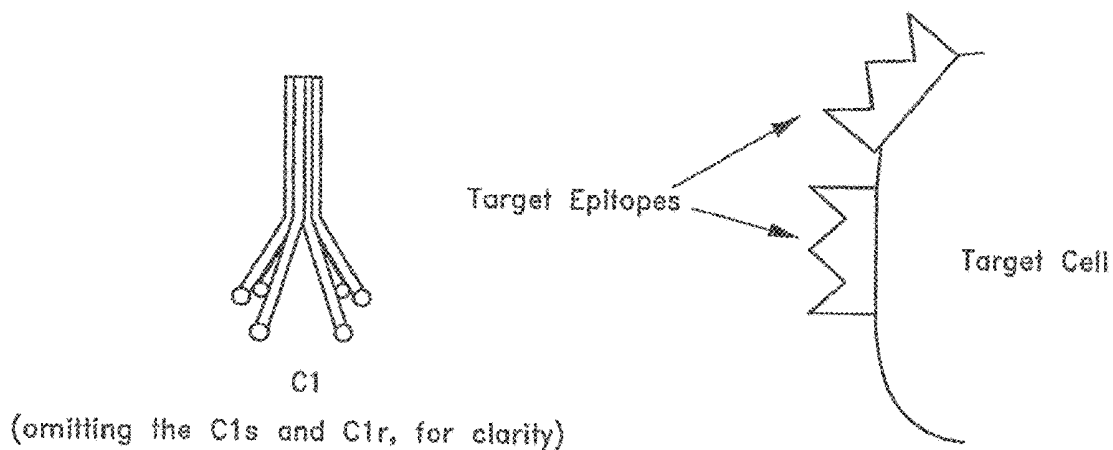 Target Epitopes
Target Cell
C1
(omitting the C1s and C1r, for clarity)